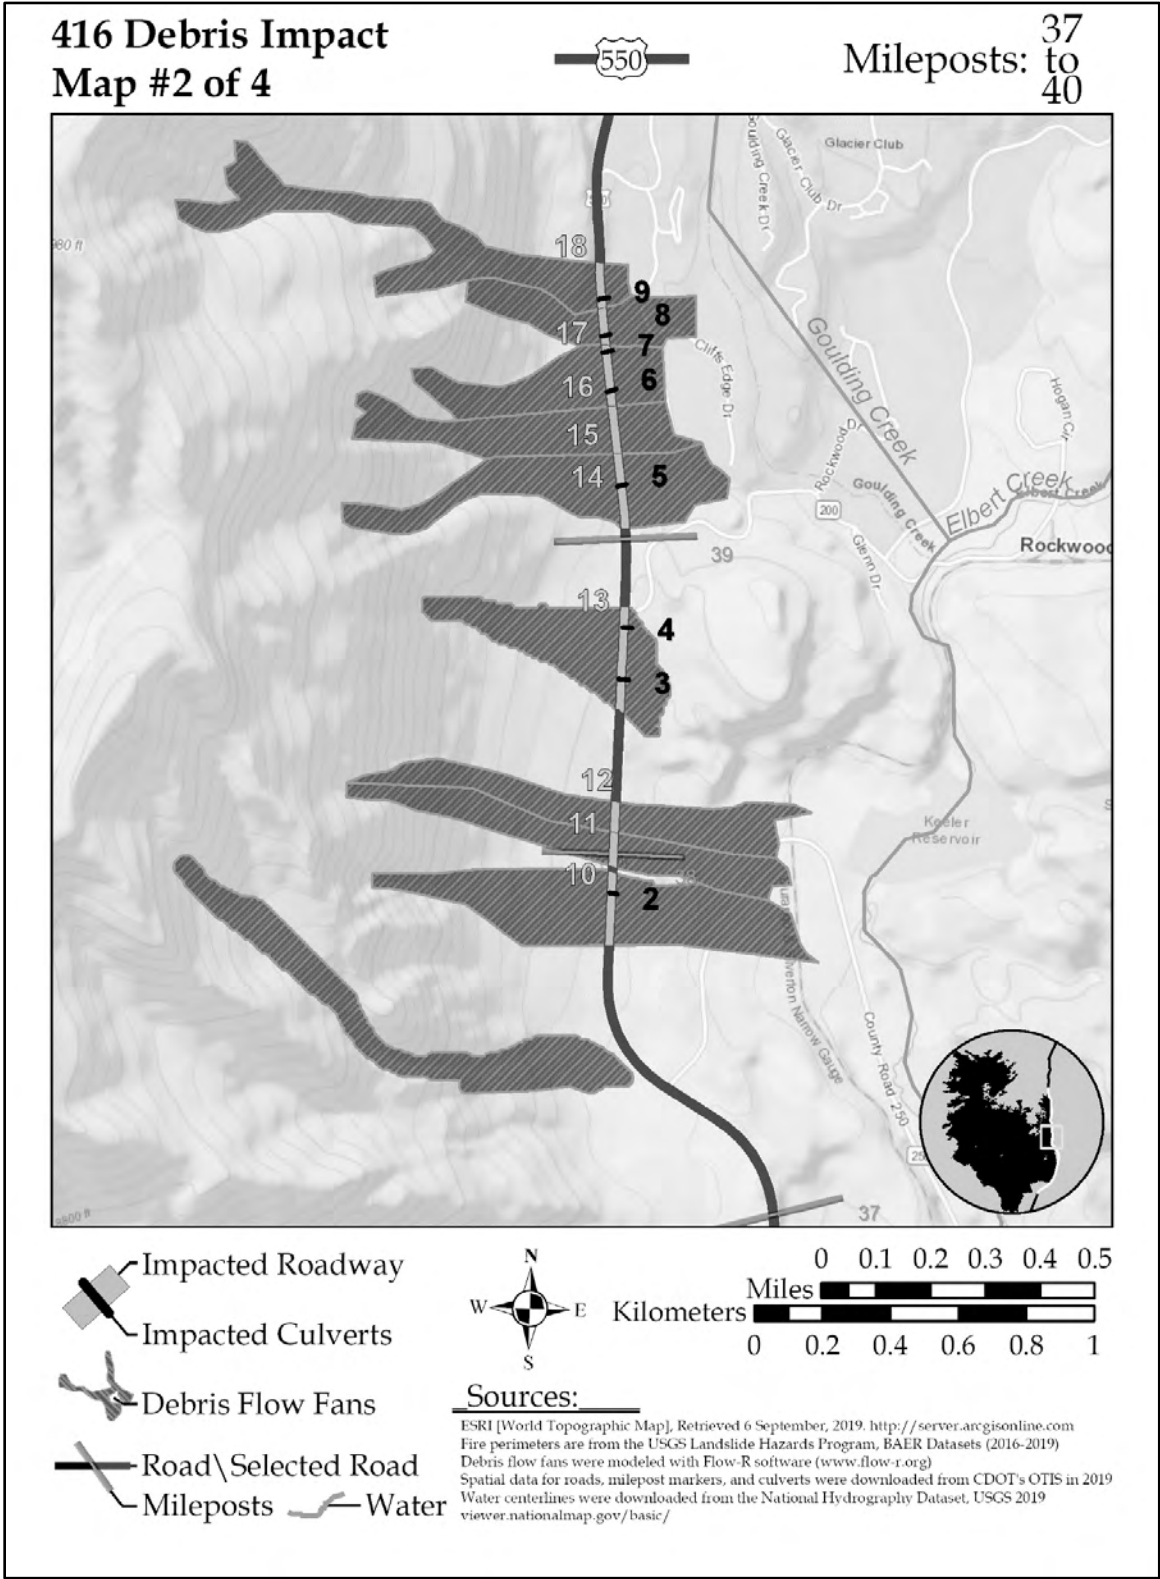 416 Debris Impact
Map #2 of 4
550
Mileposts:
37
to
40
Goulding Creek Dr
Glacier Club Dr
Glacier Club
18
9
8
17
7
6
16
15
14
5
Cliffs Edge Dr
Goulding Creek
Hogan Cir
Rockwood Dr
200
Goulding Creek
Glenn Dr
Elbert Creek
Elbert Creek
Rockwood
39
13
4
3
12
11
10
2
Keeler
Reservoir
Narrow Gauge
County Road 250
37
8800 ft
Impacted Roadway
Impacted Culverts
Debris Flow Fans
Road\Selected Road
Mileposts
Water
N
W
E
S
0 0.1 0.2 0.3 0.4 0.5
Miles
Kilometers
0 0.2 0.4 0.6 0.8 1
Sources:
ESRI [World Topographic Map], Retrieved 6 September, 2019. http://server.arcgisonline.com
Fire perimeters are from the USGS Landslide Hazards Program, BAER Datasets (2016-2019)
Debris flow fans were modeled with Flow-R software (www.flow-r.org)
Spatial data for roads, milepost markers, and culverts were downloaded from CDOT's OTIS in 2019
Water centerlines were downloaded from the National Hydrography Dataset, USGS 2019
viewer.nationalmap.gov/basic/